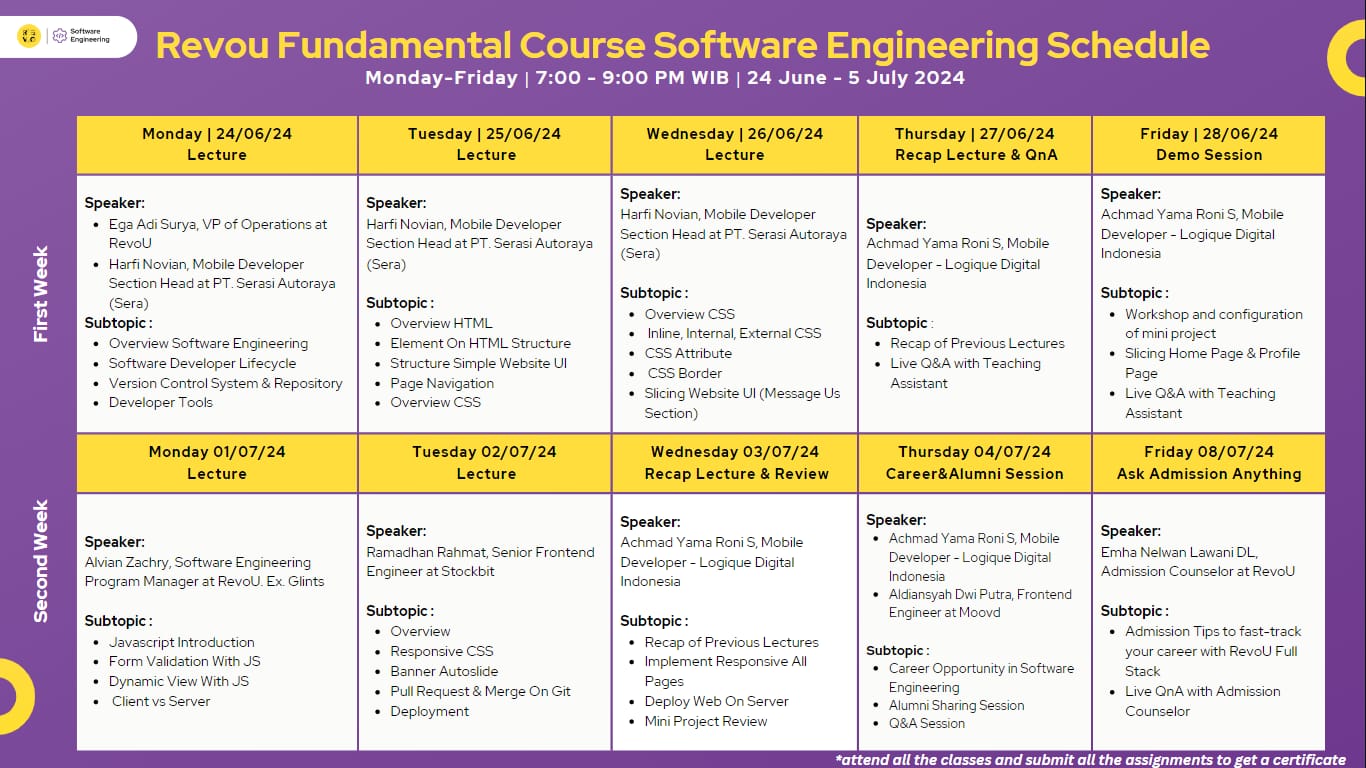 Software
Engineering
Revou Fundamental Course Software Engineering Schedule
Monday-Friday | 7:00 - 9:00 PM WIB | 24 June - 5 July 2024
First Week
Monday | 24/06/24
Lecture
Speaker:
• Ega Adi Surya, VP of Operations at
RevoU
• Harfi Novian, Mobile Developer
Section Head at PT. Serasi Autoraya
(Sera)
Subtopic :
• Overview Software Engineering
• Software Developer Lifecycle
• Version Control System & Repository
• Developer Tools
Tuesday | 25/06/24
Lecture
Speaker:
Harfi Novian, Mobile Developer
Section Head at PT. Serasi Autoraya
(Sera)
Subtopic :
• Overview HTML
• Element On HTML Structure
• Structure Simple Website UI
• Page Navigation
• Overview CSS
Wednesday | 26/06/24
Lecture
Speaker:
Harfi Novian, Mobile Developer
Section Head at PT. Serasi Autoraya
(Sera)
Subtopic :
• Overview CSS
• Inline, Internal, External CSS
• CSS Attribute
• CSS Border
• Slicing Website UI (Message Us
Section)
Thursday | 27/06/24
Recap Lecture & QnA
Speaker:
Achmad Yama Roni S, Mobile
Developer - Logique Digital
Indonesia
Subtopic :
• Recap of Previous Lectures
• Live Q&A with Teaching
Assistant
Friday | 28/06/24
Demo Session
Speaker:
Achmad Yama Roni S, Mobile
Developer - Logique Digital
Indonesia
Subtopic :
• Workshop and configuration
of mini project
• Slicing Home Page & Profile
Page
• Live Q&A with Teaching
Assistant
Second Week
Monday 01/07/24
Lecture
Speaker:
Alvian Zachry, Software Engineering
Program Manager at RevoU. Ex. Glints
Subtopic :
• Javascript Introduction
• Form Validation With JS
• Dynamic View With JS
• Client vs Server
Tuesday 02/07/24
Lecture
Speaker:
Ramadhan Rahmat, Senior Frontend
Engineer at Stockbit
Subtopic :
• Overview
• Responsive CSS
• Banner Autoslide
• Pull Request & Merge On Git
• Deployment
Wednesday 03/07/24
Recap Lecture & Review
Speaker:
Achmad Yama Roni S, Mobile
Developer - Logique Digital
Indonesia
Subtopic :
• Recap of Previous Lectures
• Implement Responsive All
Pages
• Deploy Web On Server
• Mini Project Review
Thursday 04/07/24
Career&Alumni Session
Speaker:
• Achmad Yama Roni S, Mobile
Developer - Logique Digital
Indonesia
• Aldiansyah Dwi Putra, Frontend
Engineer at Moovd
Subtopic :
• Career Opportunity in Software
Engineering
• Alumni Sharing Session
• Q&A Session
Friday 08/07/24
Ask Admission Anything
Speaker:
Emha Nelwan Lawani DL,
Admission Counselor at RevoU
Subtopic :
• Admission Tips to fast-track
your career with RevoU Full
Stack
• Live QnA with Admission
Counselor
*attend all the classes and submit all the assignments to get a certificate